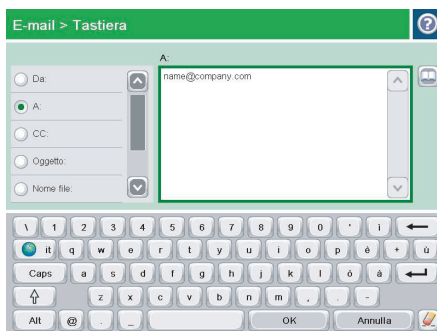 E-mail > Tastiera
?
A:
Da:
name@company.com
A:
CC:
Oggetto:
Nome file:
\ 1 2 3 4 5 6 7 8 9 0 ' ì
it q w e r t y u i o p è + ù
Caps a s d f g h j k l ò à
z x c v b n m , . -
Alt @ . _ OK Annulla